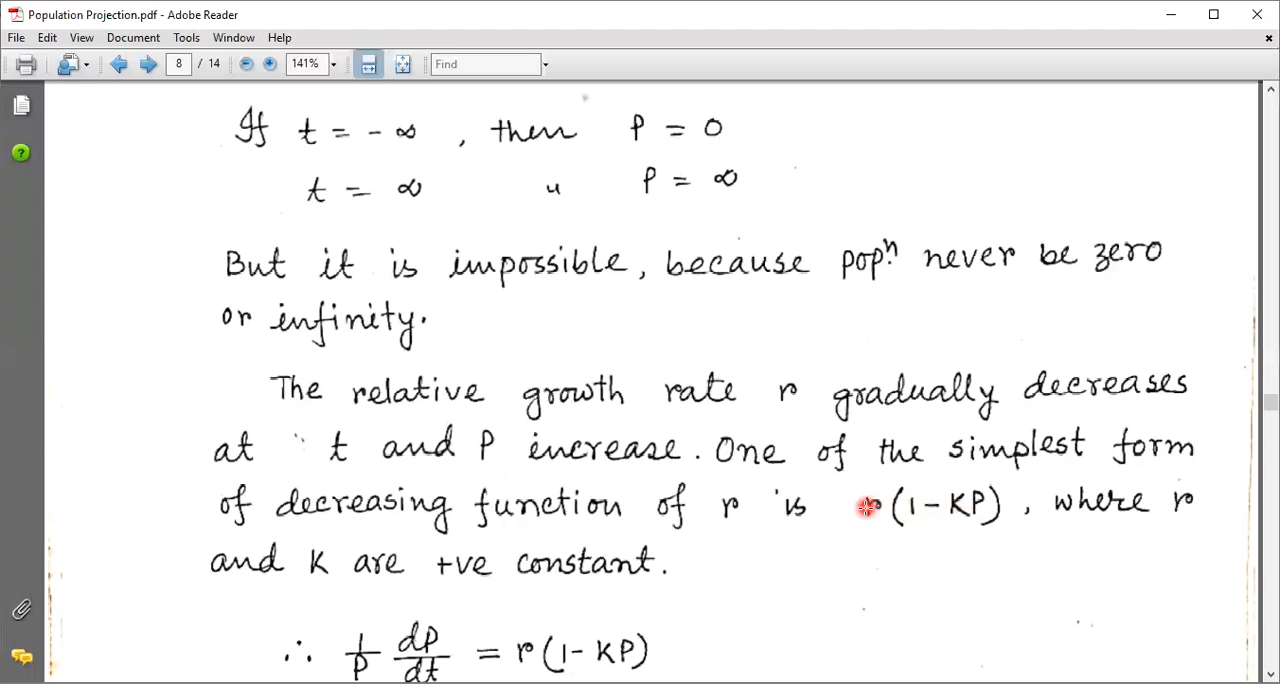 Population Projection.pdf - Adobe Reader
File Edit View Document Tools Window Help
8 / 14 141% Find
If t = - ∞ , then P = 0
t = ∞ " P = ∞
But it is impossible, because popⁿ. never be zero
or infinity.
The relative growth rate r gradually decreases
at t and P increase. One of the simplest form
of decreasing function of r is r(1-KP), where r
and K are +ve constant.
∴ 1/P dP/dt = r(1-KP)